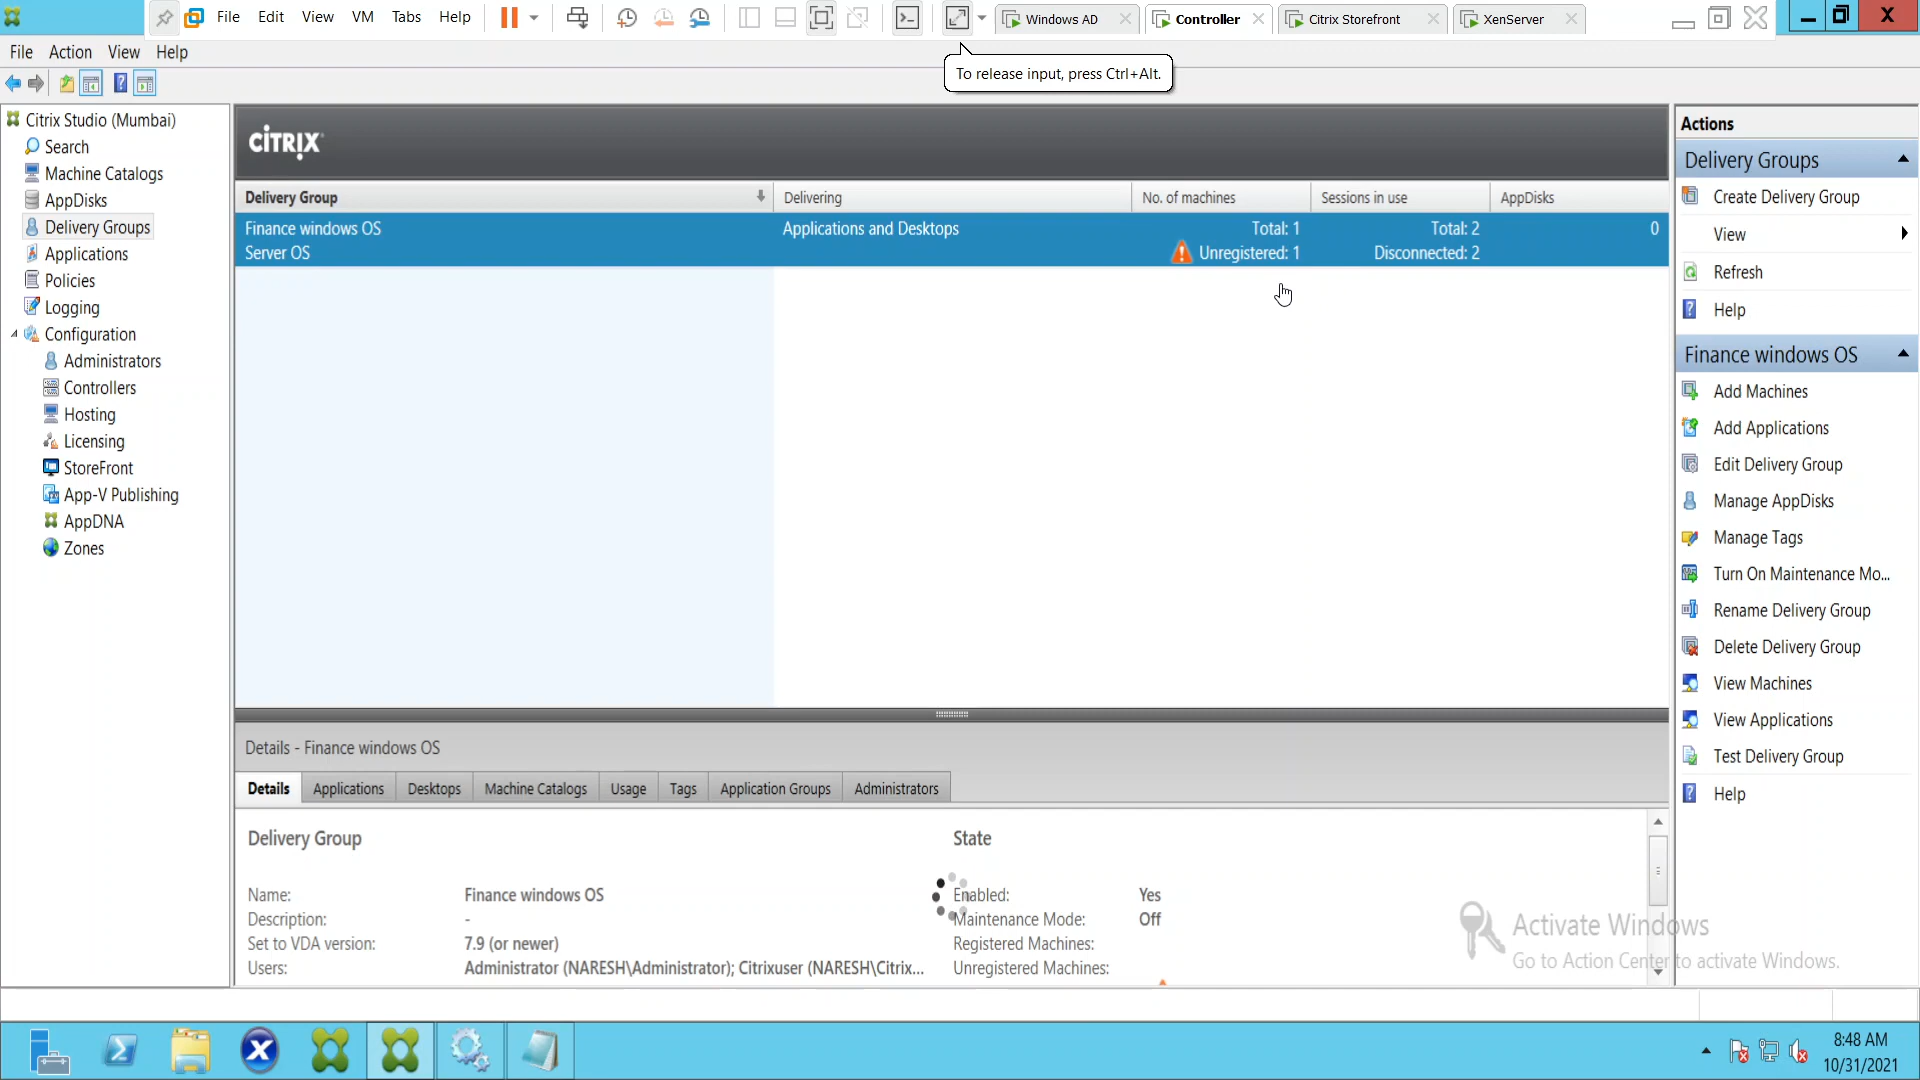 File Edit View VM Tabs Help Windows AD Controller Citrix Storefront XenServer
To release input, press Ctrl+Alt.
File Action View Help
Citrix Studio (Mumbai)
Search
Machine Catalogs
AppDisks
Delivery Groups
Applications
Policies
Logging
Configuration
Administrators
Controllers
Hosting
Licensing
StoreFront
App-V Publishing
AppDNA
Zones
CITRIX
Delivery Group Delivering No. of machines Sessions in use AppDisks
Finance windows OS Applications and Desktops Total: 1 Total: 2 0
Server OS Unregistered: 1 Disconnected: 2
Details - Finance windows OS
Details Applications Desktops Machine Catalogs Usage Tags Application Groups Administrators
Delivery Group State
Name: Finance windows OS Enabled: Yes
Description: - Maintenance Mode: Off
Set to VDA version: 7.9 (or newer) Registered Machines:
Users: Administrator (NARESH\Administrator); Citrixuser (NARESH\Citrix... Unregistered Machines:
Actions
Delivery Groups
Create Delivery Group
View
Refresh
Help
Finance windows OS
Add Machines
Add Applications
Edit Delivery Group
Manage AppDisks
Manage Tags
Turn On Maintenance Mo...
Rename Delivery Group
Delete Delivery Group
View Machines
View Applications
Test Delivery Group
Help
Activate Windows
Go to Action Center to activate Windows.
8:48 AM
10/31/2021